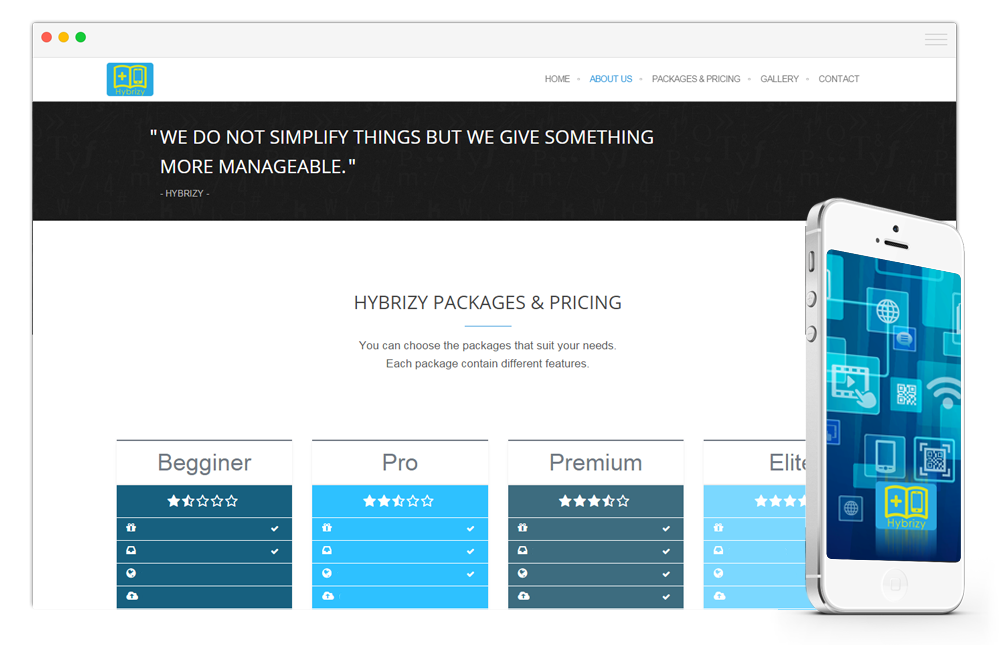 Hybrizy
HOME
ABOUT US
PACKAGES & PRICING
GALLERY
CONTACT
"WE DO NOT SIMPLIFY THINGS BUT WE GIVE SOMETHING
MORE MANAGEABLE."
- HYBRIZY -
HYBRIZY PACKAGES & PRICING
You can choose the packages that suit your needs.
Each package contain different features.
Begginer
Pro
Premium
Elite
Hybrizy